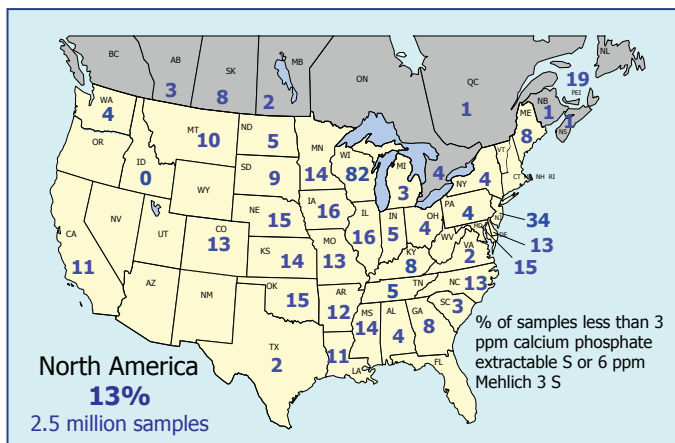 BC
AB
3
SK
8
MB
2
ON
QC
1
NL
19
PEI
NB
1
1
NS
4
WA
4
OR
ID
0
MT
10
ND
5
MN
14
WI
82
MI
3
ME
8
VT
NY
4
CT
NH RI
SD
9
WY
NE
15
IA
16
IL
16
IN
5
OH
4
PA
4
NJ
34
DE
13
15
CA
11
NV
UT
CO
13
KS
14
MO
13
KY
8
WV
VA
2
AZ
NM
OK
15
AR
12
TN
5
NC
13
SC
3
TX
2
LA
11
MS
14
AL
4
GA
8
FL
North America
13%
2.5 million samples
% of samples less than 3
ppm calcium phosphate
extractable S or 6 ppm
Mehlich 3 S